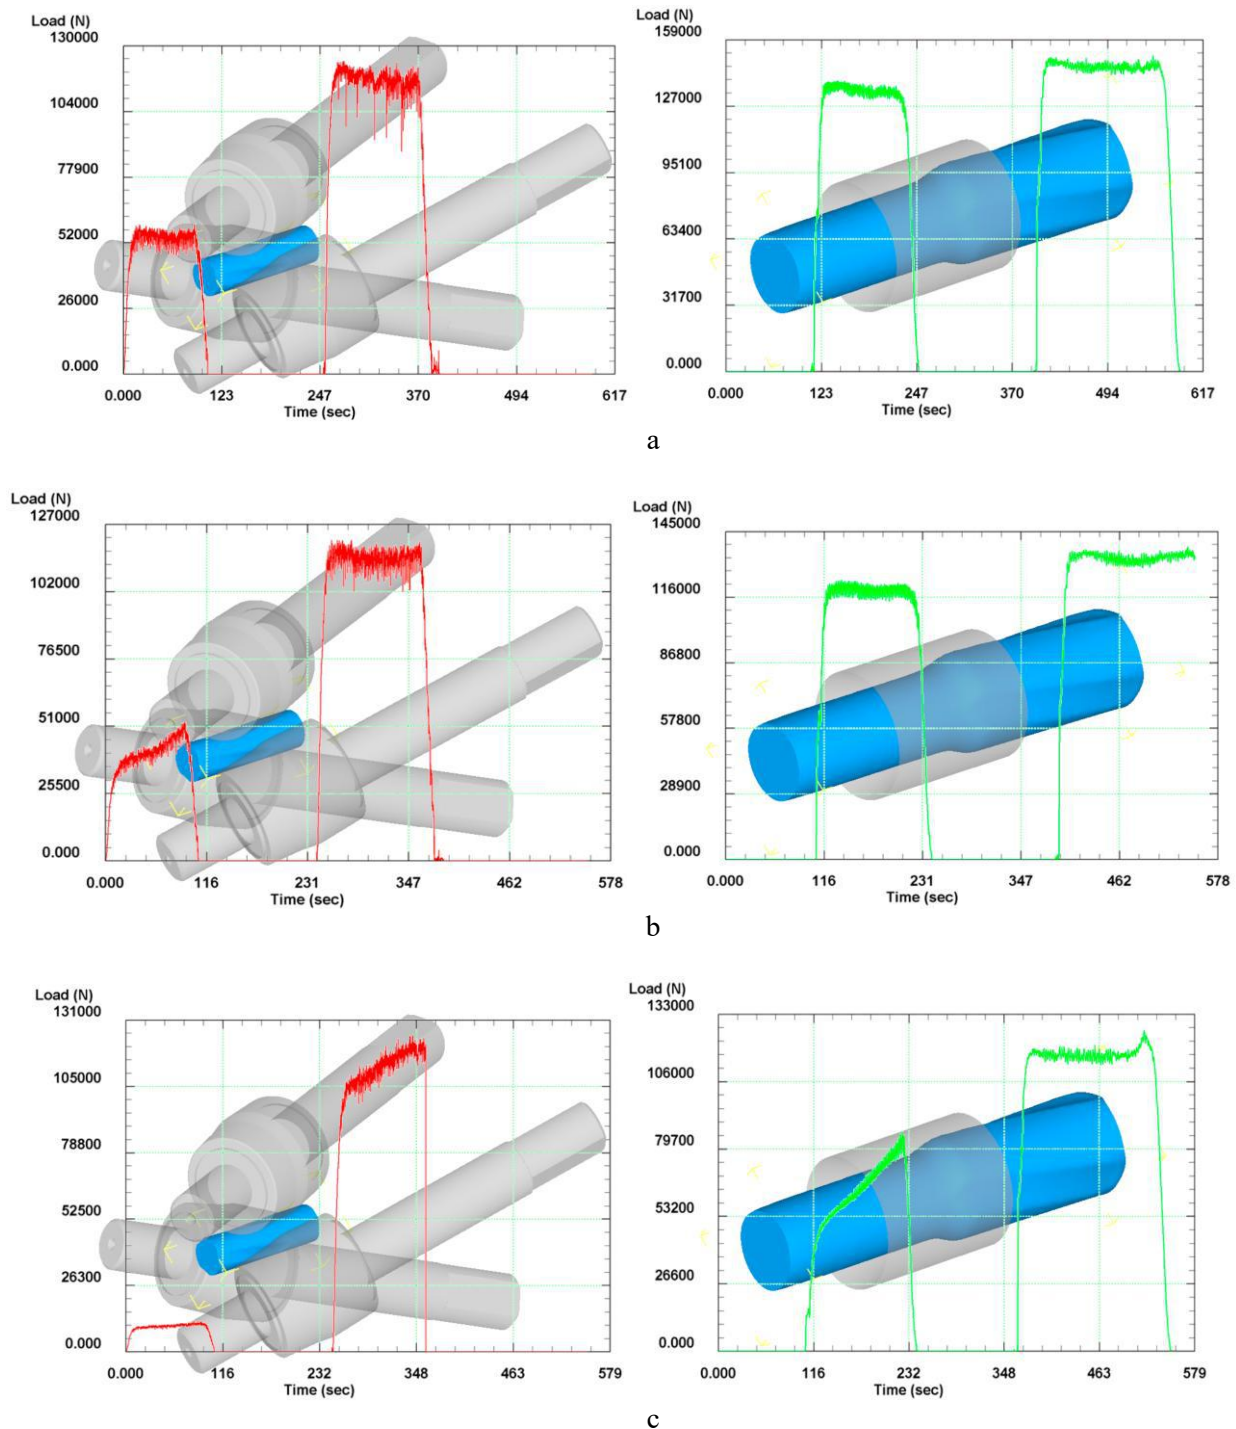 Load (N)
130000
104000
77900
52000
26000
0.000
0.000 123 247 370 494 617
Time (sec)
Load (N)
159000
127000
95100
63400
31700
0.000
0.000 123 247 370 494 617
Time (sec)
a
Load (N)
127000
102000
76500
51000
25500
0.000
0.000 116 231 347 462 578
Time (sec)
Load (N)
145000
116000
86800
57800
28900
0.000
0.000 116 231 347 462 578
Time (sec)
b
Load (N)
131000
105000
78800
52500
26300
0.000
0.000 116 232 348 463 579
Time (sec)
Load (N)
133000
106000
79700
53200
26600
0.000
0.000 116 232 348 463 579
Time (sec)
c